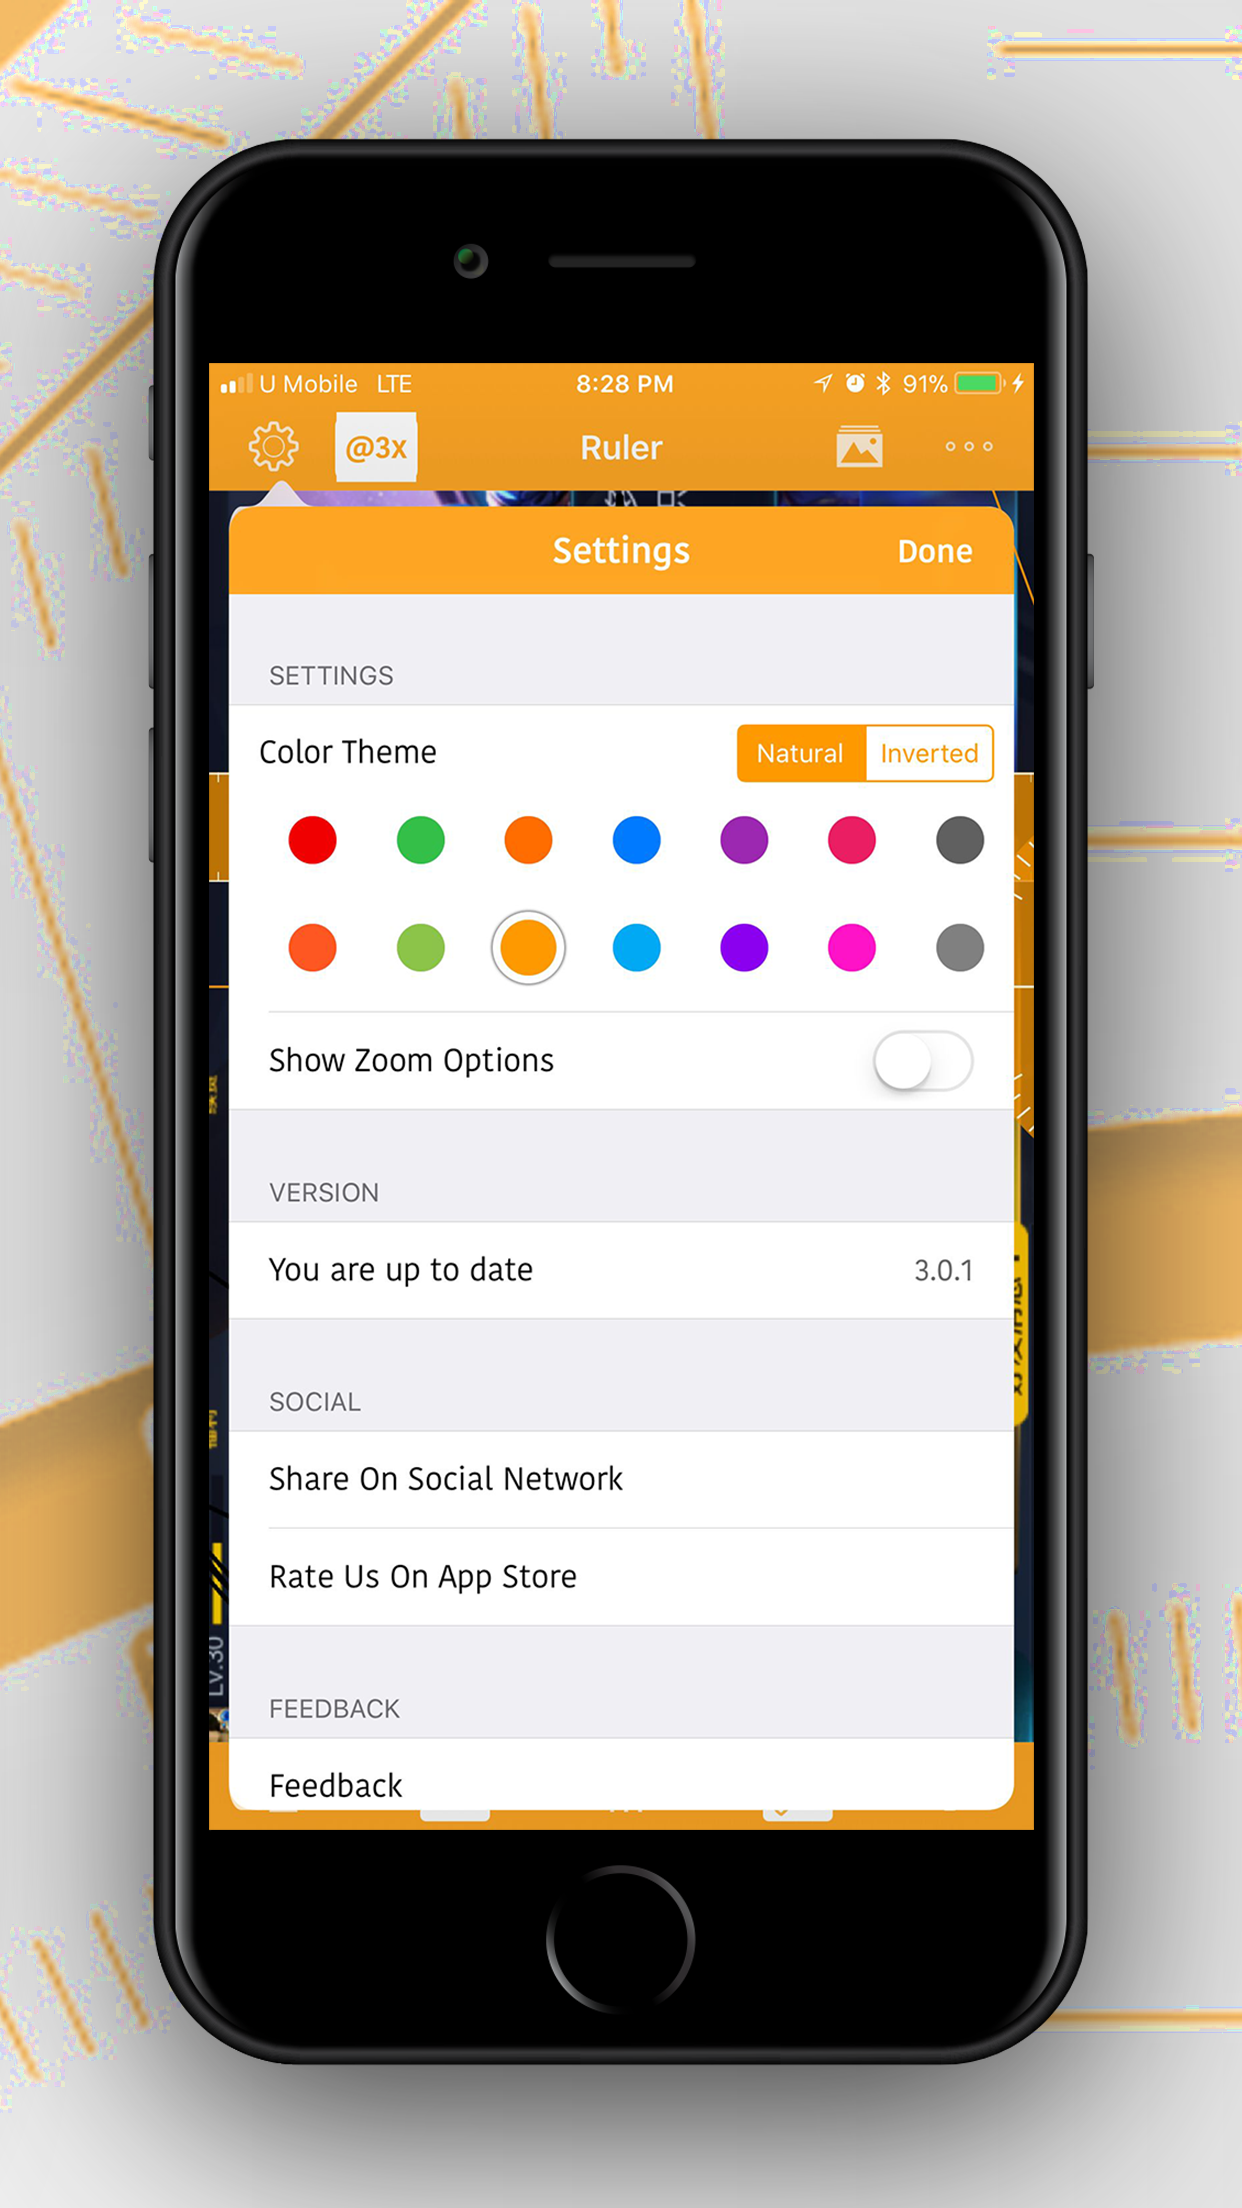 U Mobile LTE 8:28 PM 91%
@3x Ruler
Settings Done
SETTINGS
Color Theme Natural Inverted
Show Zoom Options
VERSION
You are up to date 3.0.1
SOCIAL
Share On Social Network
Rate Us On App Store
LV.30
FEEDBACK
Feedback